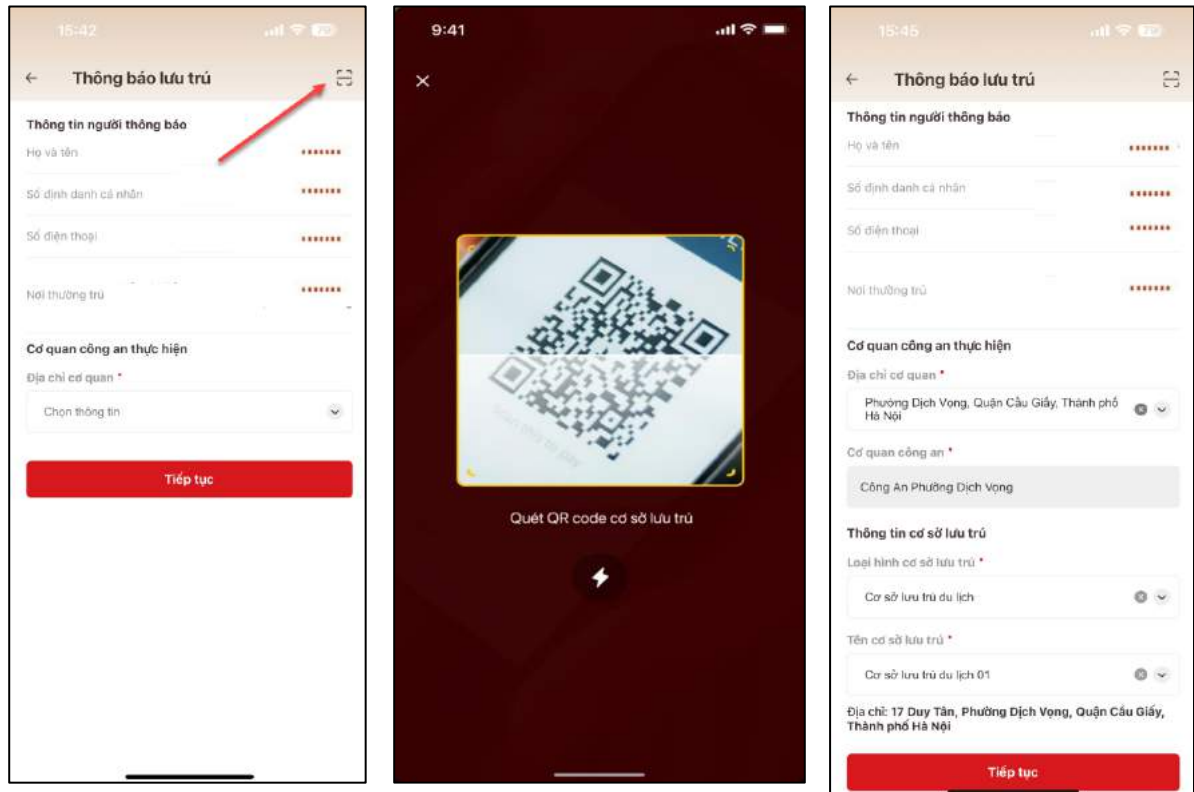 15:42
Thông báo lưu trú
Thông tin người thông báo
Họ và tên
*******
Số định danh cá nhân
*******
Số điện thoại
*******
Nơi thường trú
*******
Cơ quan công an thực hiện
Địa chỉ cơ quan *
Chọn thông tin
Tiếp tục
9:41
Scan this to pay
Quét QR code cơ sở lưu trú
15:45
Thông báo lưu trú
Thông tin người thông báo
Họ và tên
*******
Số định danh cá nhân
*******
Số điện thoại
*******
Nơi thường trú
*******
Cơ quan công an thực hiện
Địa chỉ cơ quan *
Phường Dịch Vọng, Quận Cầu Giấy, Thành phố
Hà Nội
Cơ quan công an *
Công An Phường Dịch Vọng
Thông tin cơ sở lưu trú
Loại hình cơ sở lưu trú *
Cơ sở lưu trú du lịch
Tên cơ sở lưu trú *
Cơ sở lưu trú du lịch 01
Địa chỉ: 17 Duy Tân, Phường Dịch Vọng, Quận Cầu Giấy,
Thành phố Hà Nội
Tiếp tục